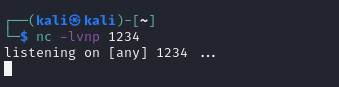 ┌──(kali㉿kali)-[~]
└─$ nc -lvnp 1234
listening on [any] 1234 ...